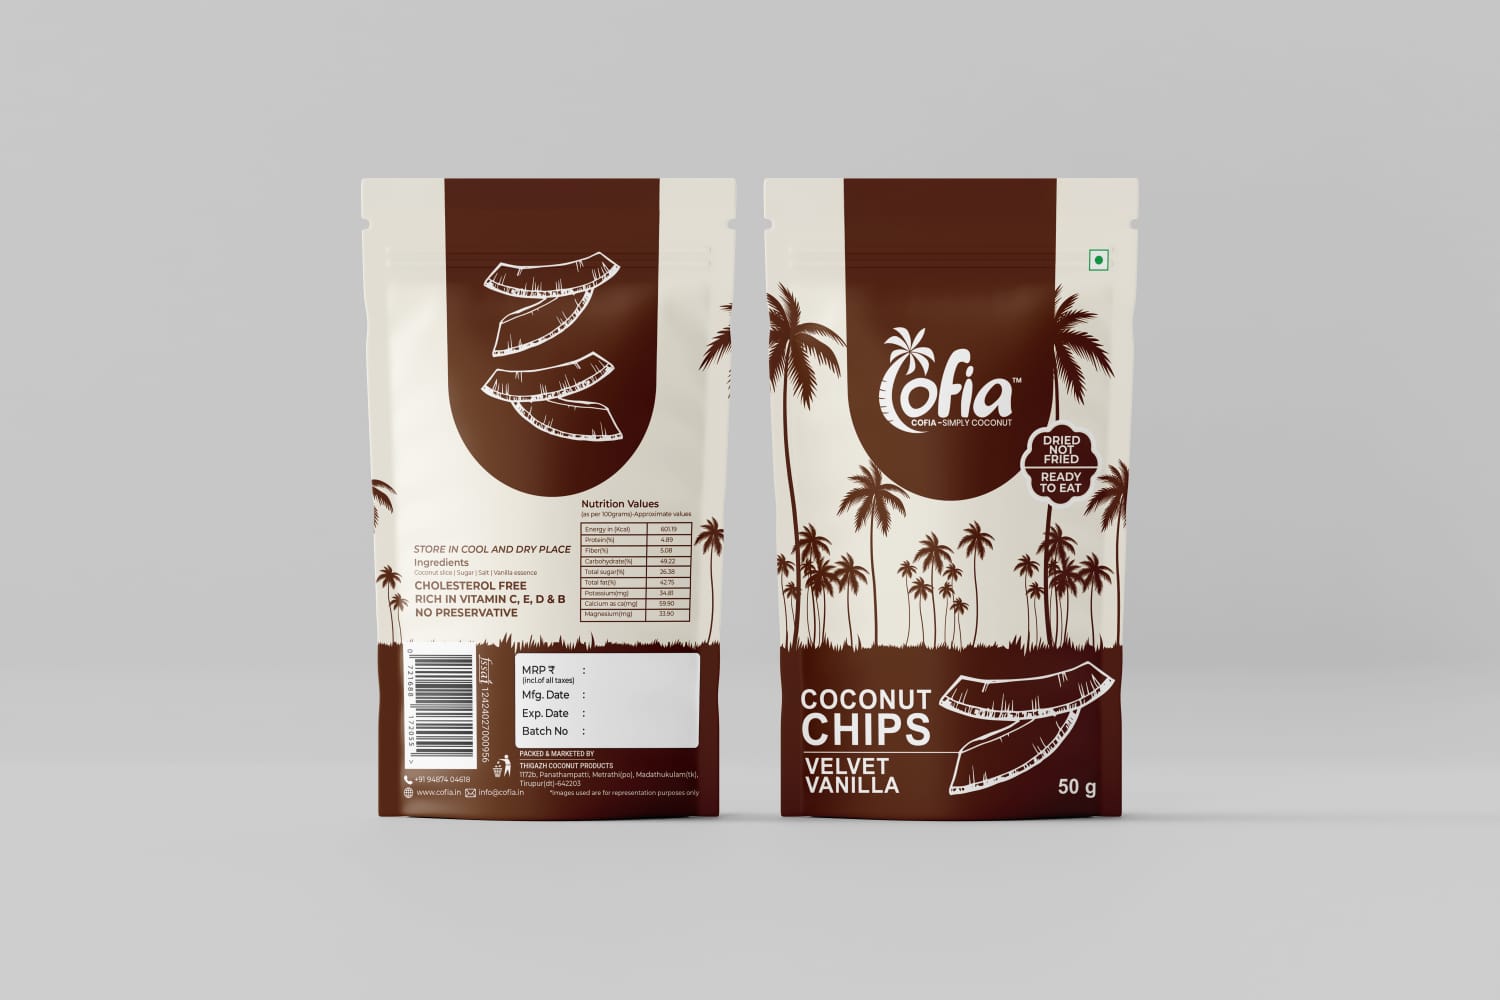 Nutrition Values
(as per 100grams)-Approximate values
Energy in (Kcal) 601.19
Protein(%) 4.89
Fiber(%) 5.08
Carbohydrate(%) 49.22
Total sugar(%) 26.38
Total fat(%) 42.75
Potassium(mg) 34.81
Calcium as ca(mg) 59.90
Magnesium(mg) 33.90
STORE IN COOL AND DRY PLACE
Ingredients
Coconut slice | Sugar | Salt | Vanilla essence
CHOLESTEROL FREE
RICH IN VITAMIN C, E, D & B
NO PRESERVATIVE
0 721688 172055 >
fssai 12424027000956
MRP ₹ :
(incl.of all taxes)
Mfg. Date :
Exp. Date :
Batch No :
PACKED & MARKETED BY
THIGAZH COCONUT PRODUCTS
1172b, Panathampatti, Metrathi(po), Madathukulam(tk),
Tirupur(dt)-642203
+91 94874 04618
www.cofia.in info@cofia.in
*Images used are for representation purposes only
Cofia™
COFIA-SIMPLY COCONUT
DRIED
NOT
FRIED
READY
TO EAT
COCONUT
CHIPS
VELVET
VANILLA
50 g